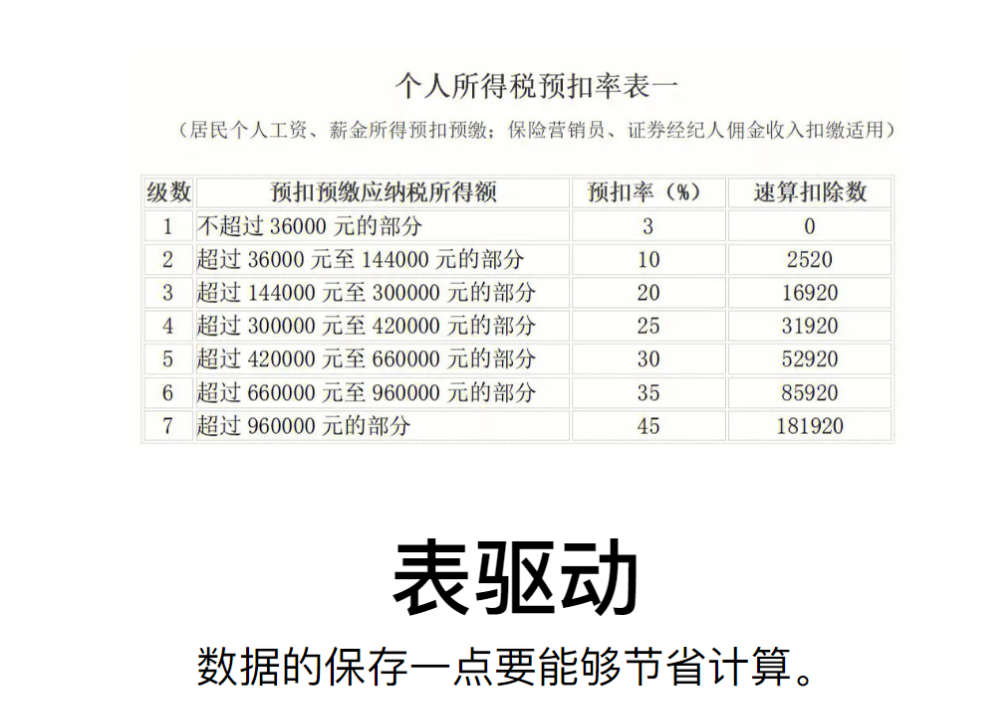 个人所得税预扣率表一
（居民个人工资、薪金所得预扣预缴；保险营销员、证券经纪人佣金收入扣缴适用）
级数 预扣预缴应纳税所得额 预扣率（%） 速算扣除数
1 不超过 36000 元的部分 3 0
2 超过 36000 元至 144000 元的部分 10 2520
3 超过 144000 元至 300000 元的部分 20 16920
4 超过 300000 元至 420000 元的部分 25 31920
5 超过 420000 元至 660000 元的部分 30 52920
6 超过 660000 元至 960000 元的部分 35 85920
7 超过 960000 元的部分 45 181920
表驱动
数据的保存一点要能够节省计算。